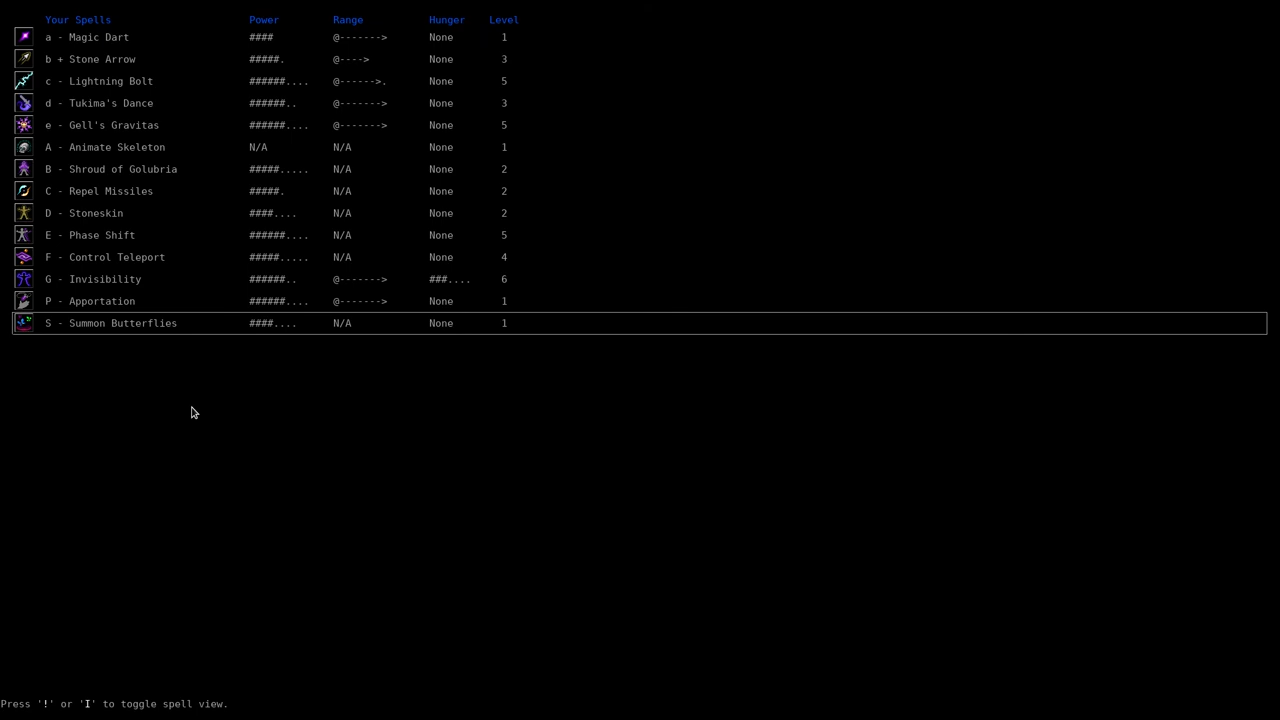 Your Spells Power Range Hunger Level
a - Magic Dart #### @-------> None 1
b + Stone Arrow #####. @----> None 3
c - Lightning Bolt ######.... @------>. None 5
d - Tukima's Dance ######.. @-------> None 3
e - Gell's Gravitas ######.... @-------> None 5
A - Animate Skeleton N/A N/A None 1
B - Shroud of Golubria #####..... N/A None 2
C - Repel Missiles #####. N/A None 2
D - Stoneskin ####.... N/A None 2
E - Phase Shift ######.... N/A None 5
F - Control Teleport #####..... N/A None 4
G - Invisibility ######.. @-------> ###.... 6
P - Apportation ######.... @-------> None 1
S - Summon Butterflies ####.... N/A None 1
Press '!' or 'I' to toggle spell view.